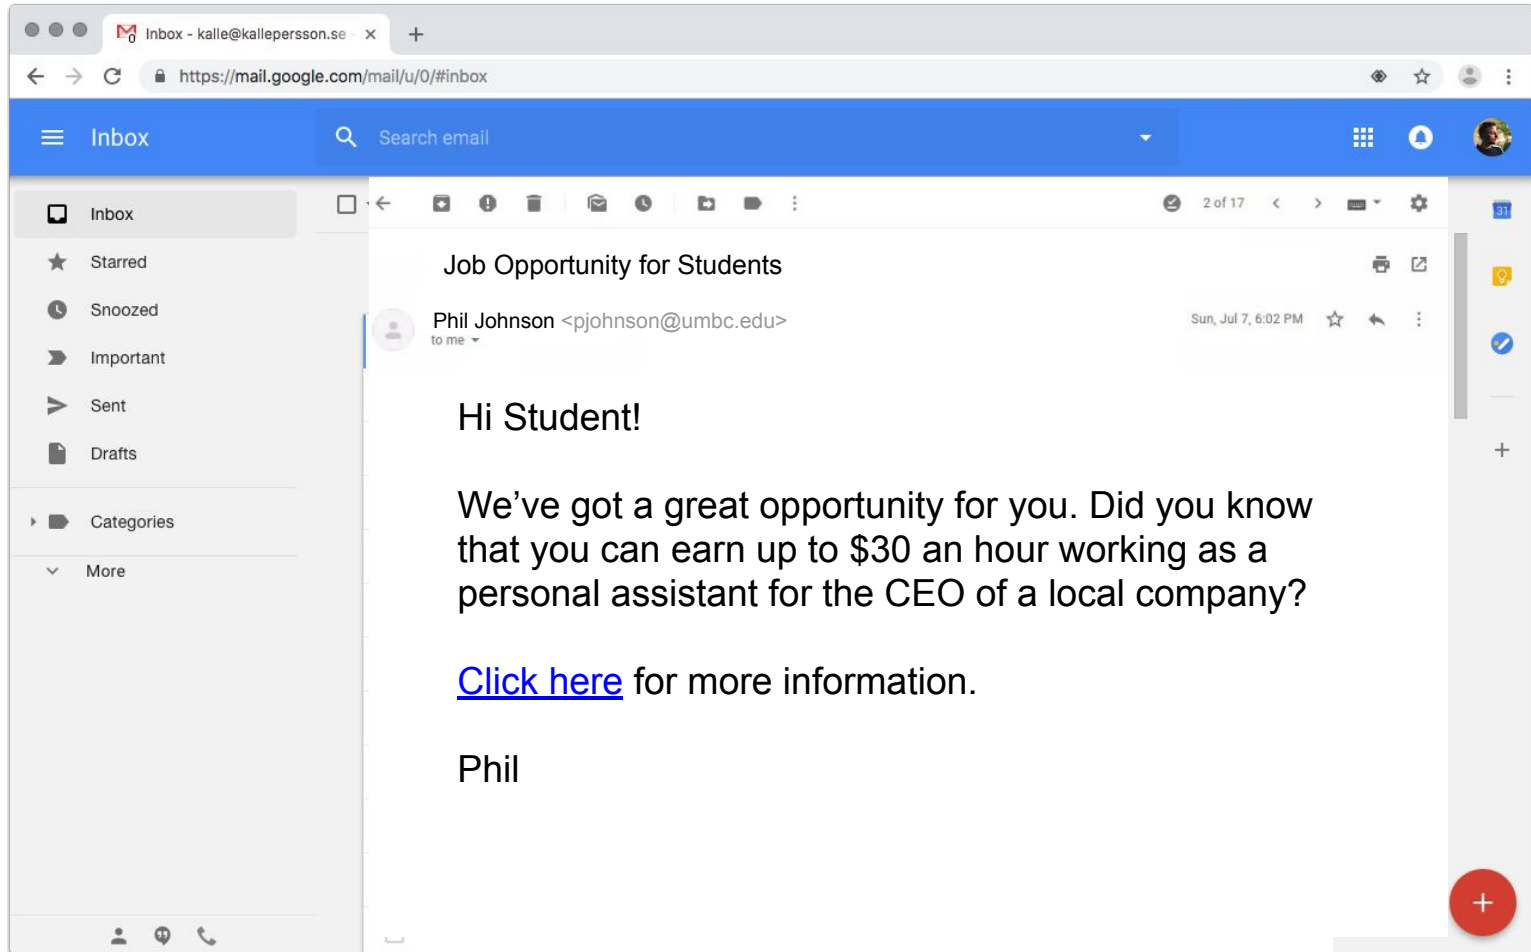 Inbox - kalle@kallepersson.se
https://mail.google.com/mail/u/0/#inbox
Inbox
Search email
Inbox
Starred
Snoozed
Important
Sent
Drafts
Categories
More
2 of 17
31
Job Opportunity for Students
Phil Johnson <pjohnson@umbc.edu>
Sun, Jul 7, 6:02 PM
to me
Hi Student!
We’ve got a great opportunity for you. Did you know
that you can earn up to $30 an hour working as a
personal assistant for the CEO of a local company?
Click here for more information.
Phil